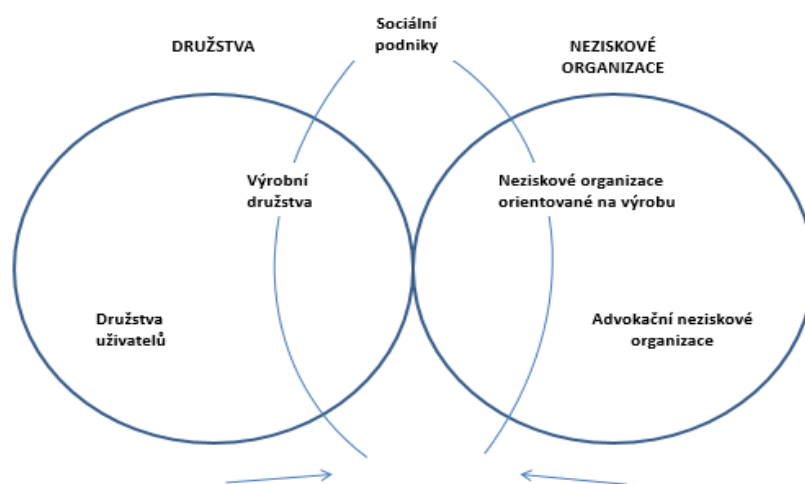 Sociální
podniky
DRUŽSTVA
NEZISKOVÉ
ORGANIZACE
Výrobní
družstva
Neziskové organizace
orientované na výrobu
Družstva
uživatelů
Advokační neziskové
organizace